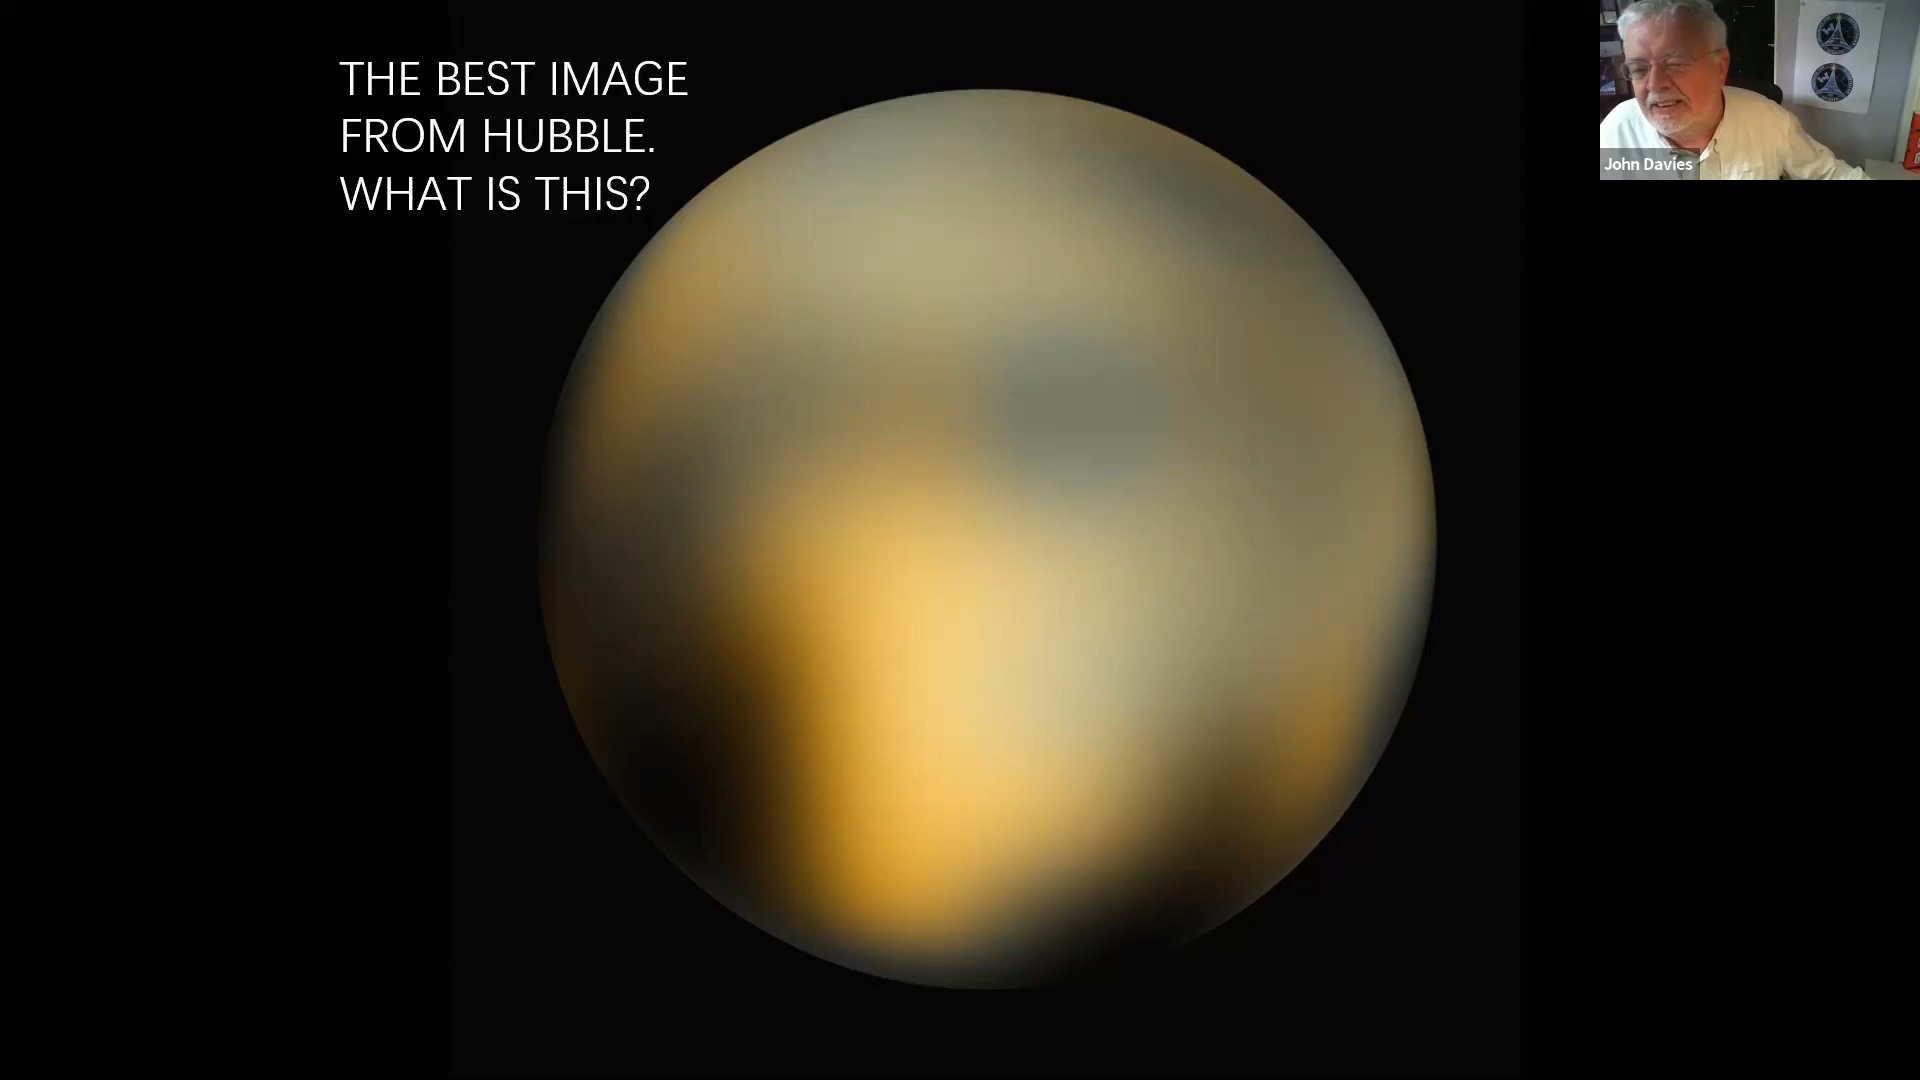 THE BEST IMAGE
FROM HUBBLE.
WHAT IS THIS?
John Davies